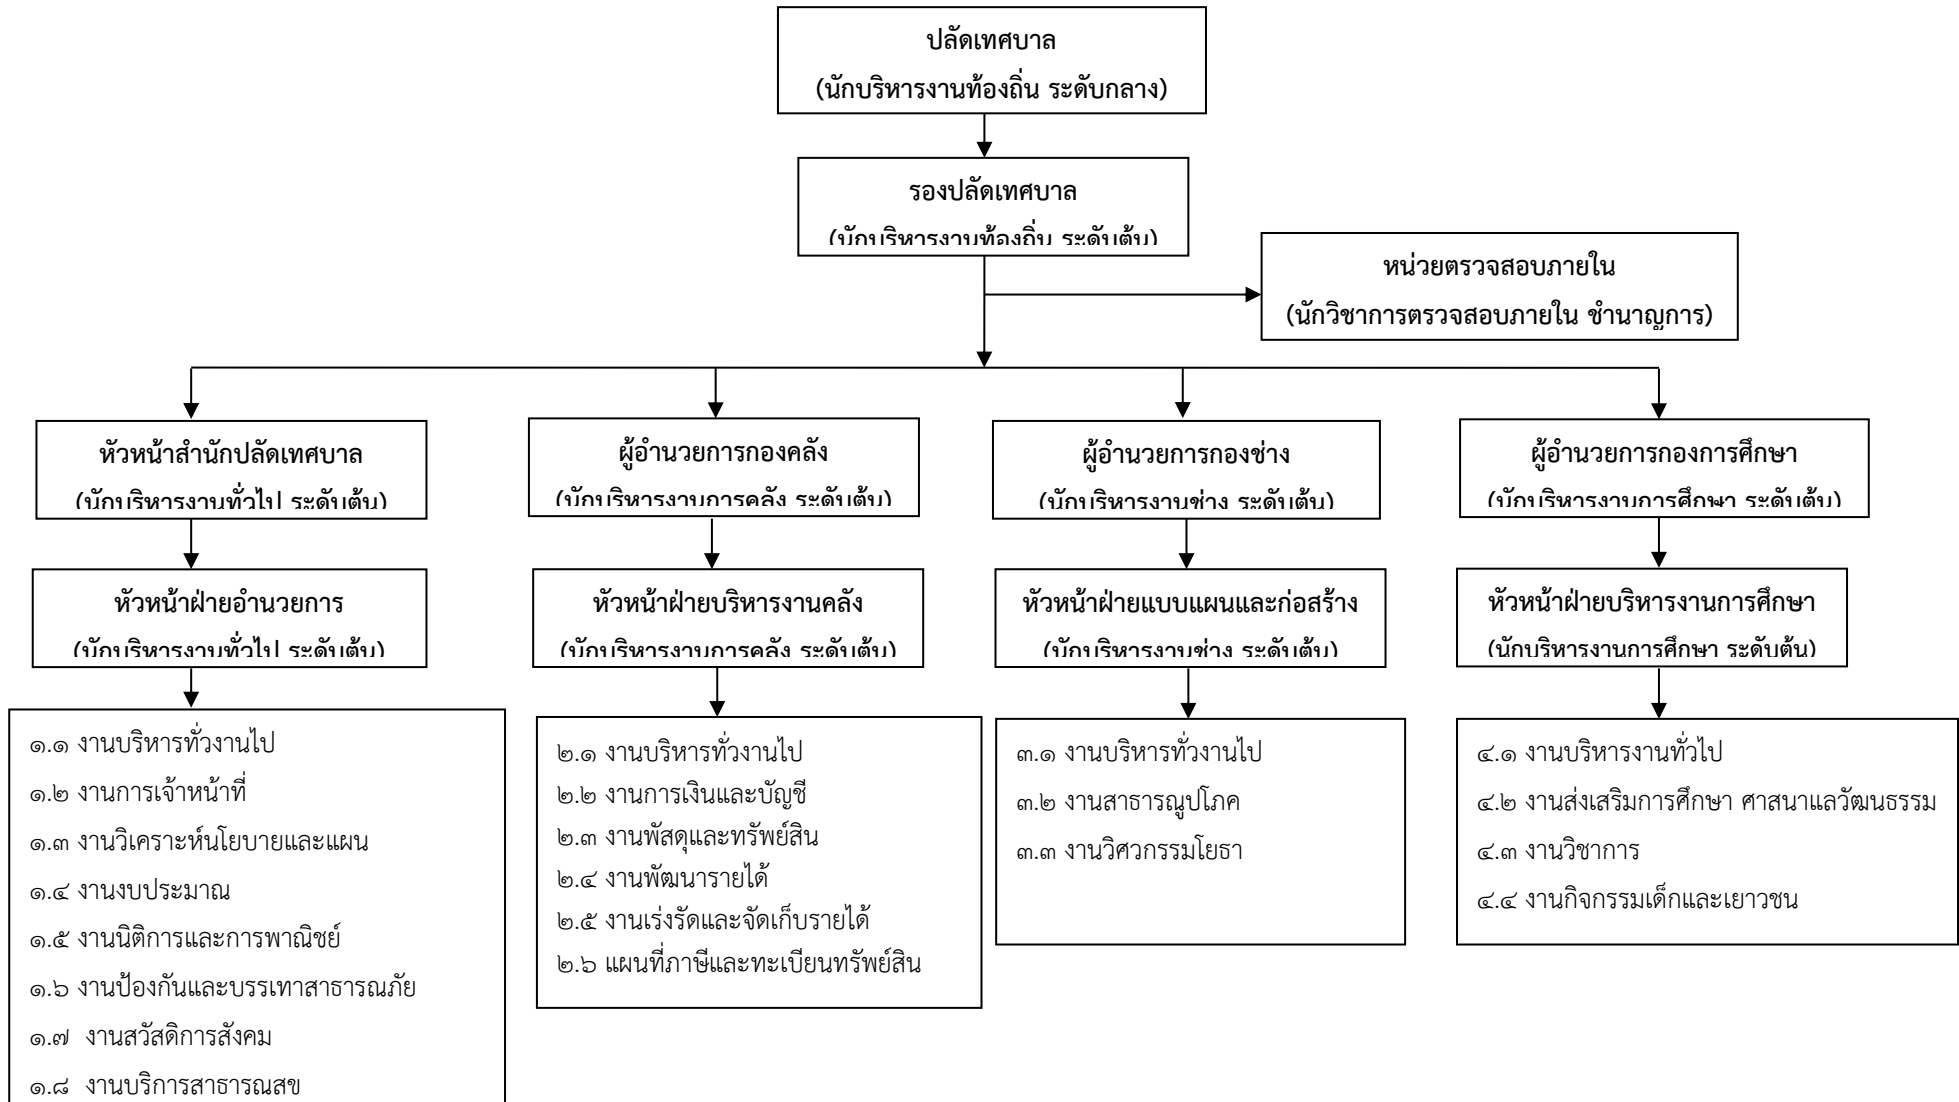 ปลัดเทศบาล
(นักบริหารงานท้องถิ่น ระดับกลาง)
รองปลัดเทศบาล
(นักบริหารงานท้องถิ่น ระดับต้น)
หน่วยตรวจสอบภายใน
(นักวิชาการตรวจสอบภายใน ชำนาญการ)
หัวหน้าสำนักปลัดเทศบาล
(นักบริหารงานทั่วไป ระดับต้น)
ผู้อำนวยการกองคลัง
(นักบริหารงานการคลัง ระดับต้น)
ผู้อำนวยการกองช่าง
(นักบริหารงานช่าง ระดับต้น)
ผู้อำนวยการกองการศึกษา
(นักบริหารงานการศึกษา ระดับต้น)
หัวหน้าฝ่ายอำนวยการ
(นักบริหารงานทั่วไป ระดับต้น)
หัวหน้าฝ่ายบริหารงานคลัง
(นักบริหารงานการคลัง ระดับต้น)
หัวหน้าฝ่ายแบบแผนและก่อสร้าง
(นักบริหารงานช่าง ระดับต้น)
หัวหน้าฝ่ายบริหารงานการศึกษา
(นักบริหารงานการศึกษา ระดับต้น)
๑.๑ งานบริหารทั่วงานไป
๑.๒ งานการเจ้าหน้าที่
๑.๓ งานวิเคราะห์นโยบายและแผน
๑.๔ งานงบประมาณ
๑.๕ งานนิติการและการพาณิชย์
๑.๖ งานป้องกันและบรรเทาสาธารณภัย
๑.๗ งานสวัสดิการสังคม
๑.๘ งานบริการสาธารณสุข
๒.๑ งานบริหารทั่วงานไป
๒.๒ งานการเงินและบัญชี
๒.๓ งานพัสดุและทรัพย์สิน
๒.๔ งานพัฒนารายได้
๒.๕ งานเร่งรัดและจัดเก็บรายได้
๒.๖ แผนที่ภาษีและทะเบียนทรัพย์สิน
๓.๑ งานบริหารทั่วงานไป
๓.๒ งานสาธารณูปโภค
๓.๓ งานวิศวกรรมโยธา
๔.๑ งานบริหารงานทั่วไป
๔.๒ งานส่งเสริมการศึกษา ศาสนาแลวัฒนธรรม
๔.๓ งานวิชาการ
๔.๔ งานกิจกรรมเด็กและเยาวชน